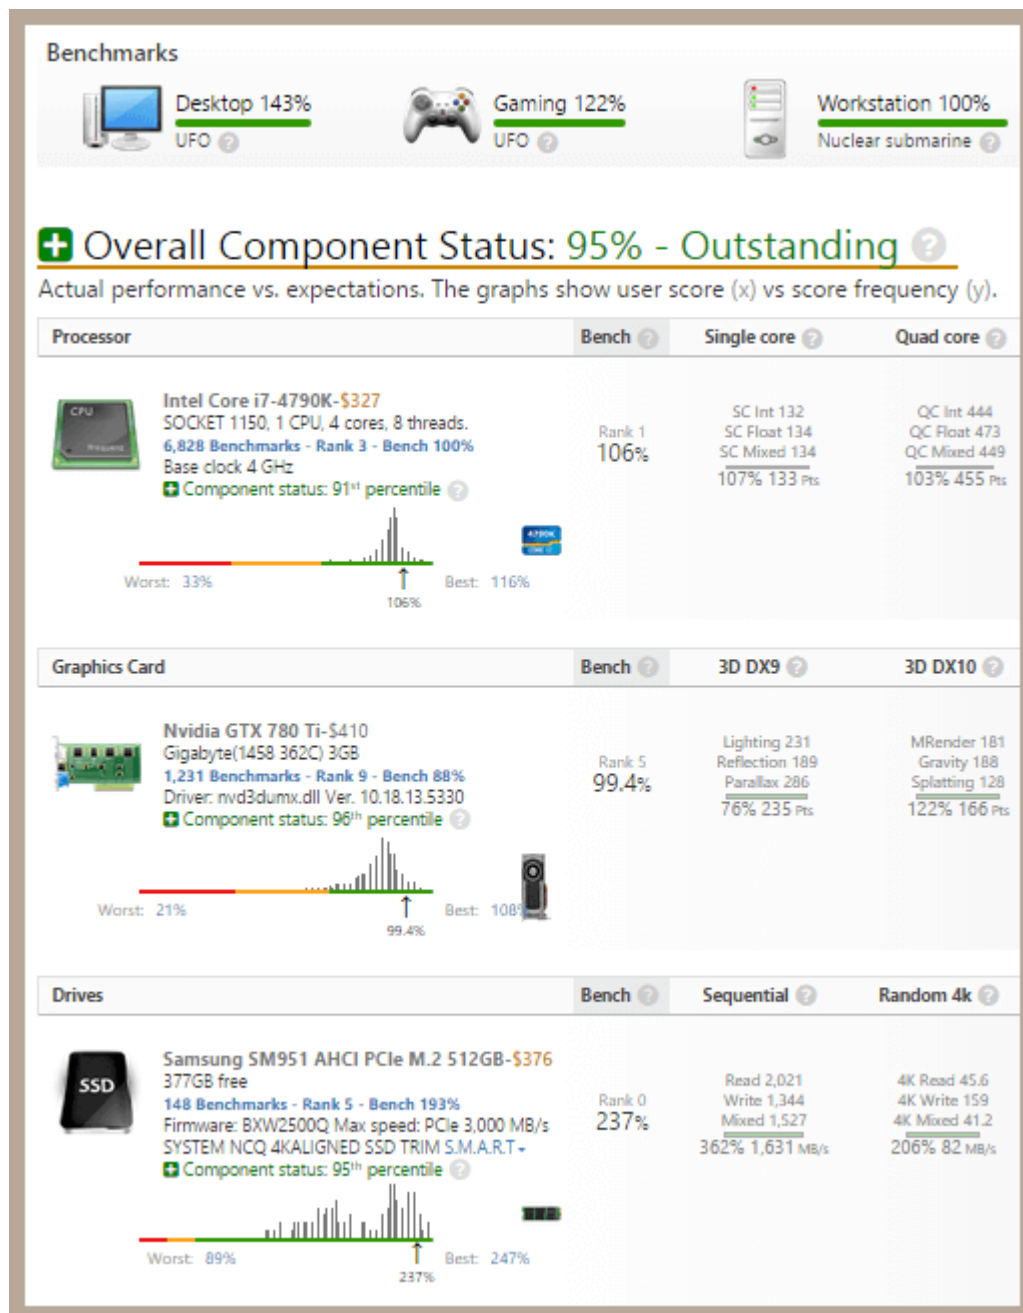 Benchmarks
Desktop 143%
UFO ?
Gaming 122%
UFO ?
Workstation 100%
Nuclear submarine ?
Overall Component Status: 95% - Outstanding ?
Actual performance vs. expectations. The graphs show user score (x) vs score frequency (y).
Processor Bench ? Single core ? Quad core ?
CPU
Intel Core i7-4790K-$327
SOCKET 1150, 1 CPU, 4 cores, 8 threads.
6,828 Benchmarks - Rank 3 - Bench 100%
Base clock 4 GHz
Component status: 91st percentile ?
Rank 1
106%
SC Int 132
SC Float 134
SC Mixed 134
107% 133 Pts
QC Int 444
QC Float 473
QC Mixed 449
103% 455 Pts
4790K
Worst: 33%
Best: 116%
106%
Graphics Card Bench ? 3D DX9 ? 3D DX10 ?
Nvidia GTX 780 Ti-$410
Gigabyte(1458 362C) 3GB
1,231 Benchmarks - Rank 9 - Bench 88%
Driver: nvd3dumx.dll Ver. 10.18.13.5330
Component status: 96th percentile ?
Rank 5
99.4%
Lighting 231
Reflection 189
Parallax 286
76% 235 Pts
MRender 181
Gravity 188
Splatting 128
122% 166 Pts
Worst: 21%
Best: 108%
99.4%
Drives Bench ? Sequential ? Random 4k ?
SSD
Samsung SM951 AHCI PCIe M.2 512GB-$376
377GB free
148 Benchmarks - Rank 5 - Bench 193%
Firmware: BXW2500Q Max speed: PCIe 3,000 MB/s
SYSTEM NCQ 4KALIGNED SSD TRIM S.M.A.R.T
Component status: 95th percentile ?
Rank 0
237%
Read 2,021
Write 1,344
Mixed 1,527
362% 1,631 MB/s
4K Read 45.6
4K Write 159
4K Mixed 41.2
206% 82 MB/s
Worst: 89%
Best: 247%
237%